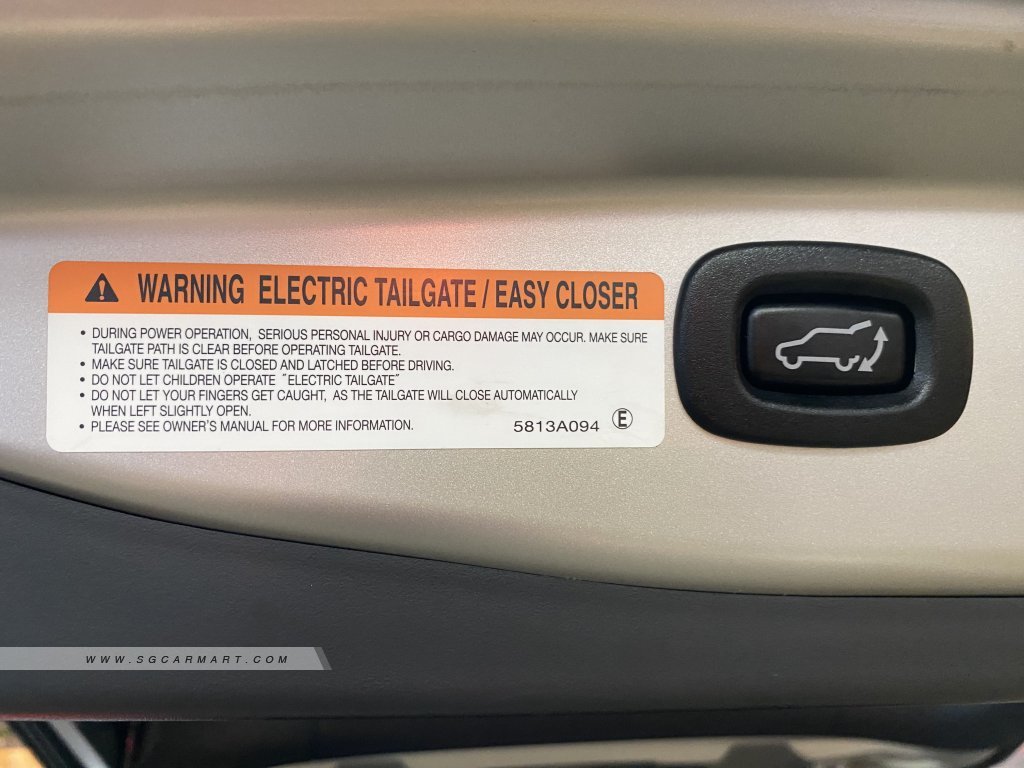 WARNING ELECTRIC TAILGATE / EASY CLOSER
• DURING POWER OPERATION, SERIOUS PERSONAL INJURY OR CARGO DAMAGE MAY OCCUR. MAKE SURE
TAILGATE PATH IS CLEAR BEFORE OPERATING TAILGATE.
• MAKE SURE TAILGATE IS CLOSED AND LATCHED BEFORE DRIVING.
• DO NOT LET CHILDREN OPERATE ˝ELECTRIC TAILGATE˝
• DO NOT LET YOUR FINGERS GET CAUGHT, AS THE TAILGATE WILL CLOSE AUTOMATICALLY
WHEN LEFT SLIGHTLY OPEN.
• PLEASE SEE OWNER'S MANUAL FOR MORE INFORMATION. 5813A094 Ⓔ
WWW.SGCARMART.COM